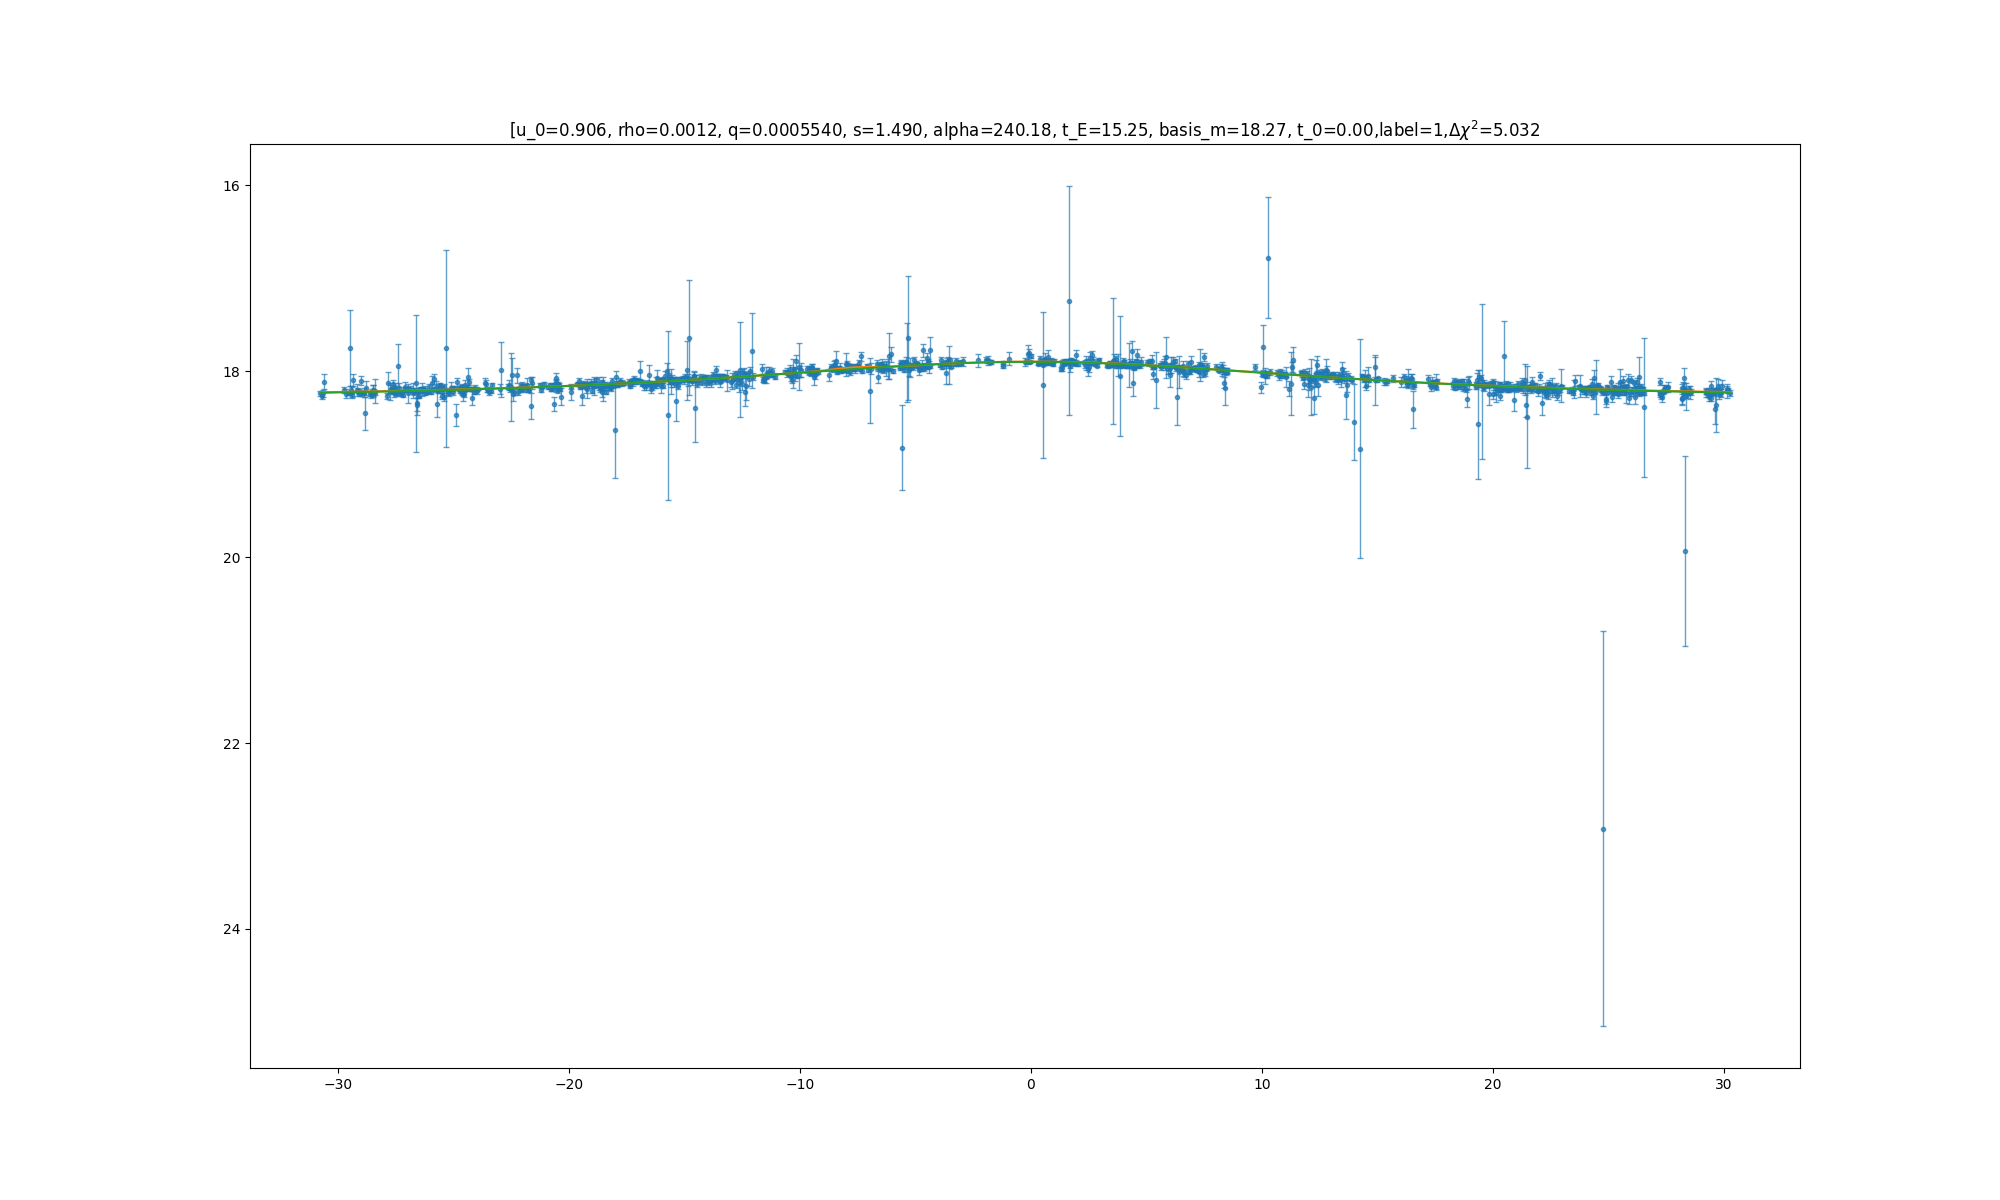 [u_0=0.906, rho=0.0012, q=0.0005540, s=1.490, alpha=240.18, t_E=15.25, basis_m=18.27, t_0=0.00,label=1,Δχ²=5.032
16
18
20
22
24
−30 −20 −10 0 10 20 30